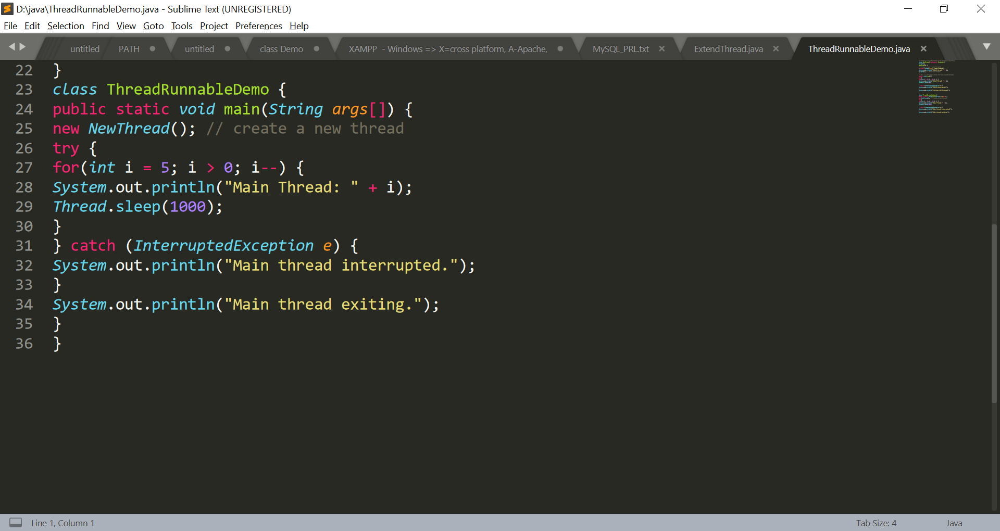 D:\java\ThreadRunnableDemo.java - Sublime Text (UNREGISTERED)
File Edit Selection Find View Goto Tools Project Preferences Help
untitled PATH untitled class Demo XAMPP - Windows => X=cross platform, A-Apache, MySQL_PRL.txt ExtendThread.java ThreadRunnableDemo.java
22 }
23 class ThreadRunnableDemo {
24 public static void main(String args[]) {
25 new NewThread(); // create a new thread
26 try {
27 for(int i = 5; i > 0; i--) {
28 System.out.println("Main Thread: " + i);
29 Thread.sleep(1000);
30 }
31 } catch (InterruptedException e) {
32 System.out.println("Main thread interrupted.");
33 }
34 System.out.println("Main thread exiting.");
35 }
36 }
Line 1, Column 1 Tab Size: 4 Java